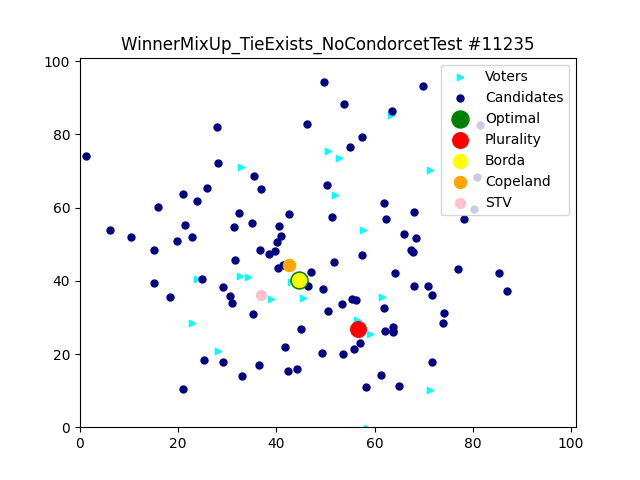 WinnerMixUp_TieExists_NoCondorcetTest #11235
100
80
60
40
20
0
0 20 40 60 80 100
Voters
Candidates
Optimal
Plurality
Borda
Copeland
STV